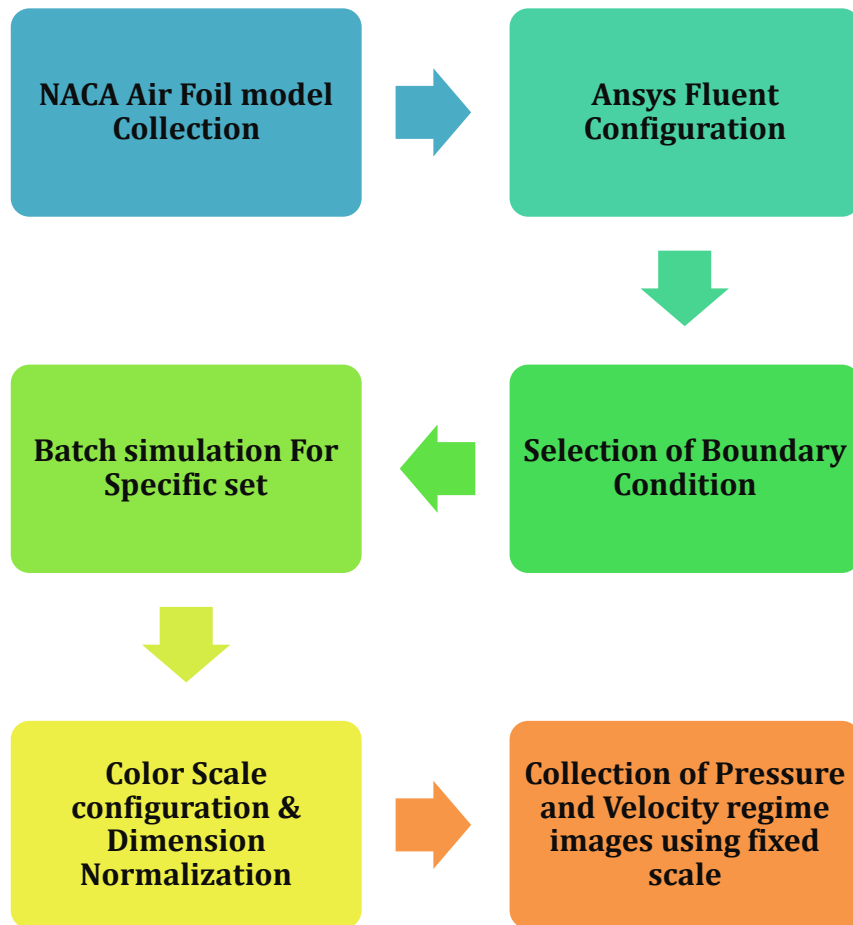 NACA Air Foil model
Collection
Ansys Fluent
Configuration
Selection of Boundary
Condition
Batch simulation For
Specific set
Color Scale
configuration &
Dimension
Normalization
Collection of Pressure
and Velocity regime
images using fixed
scale